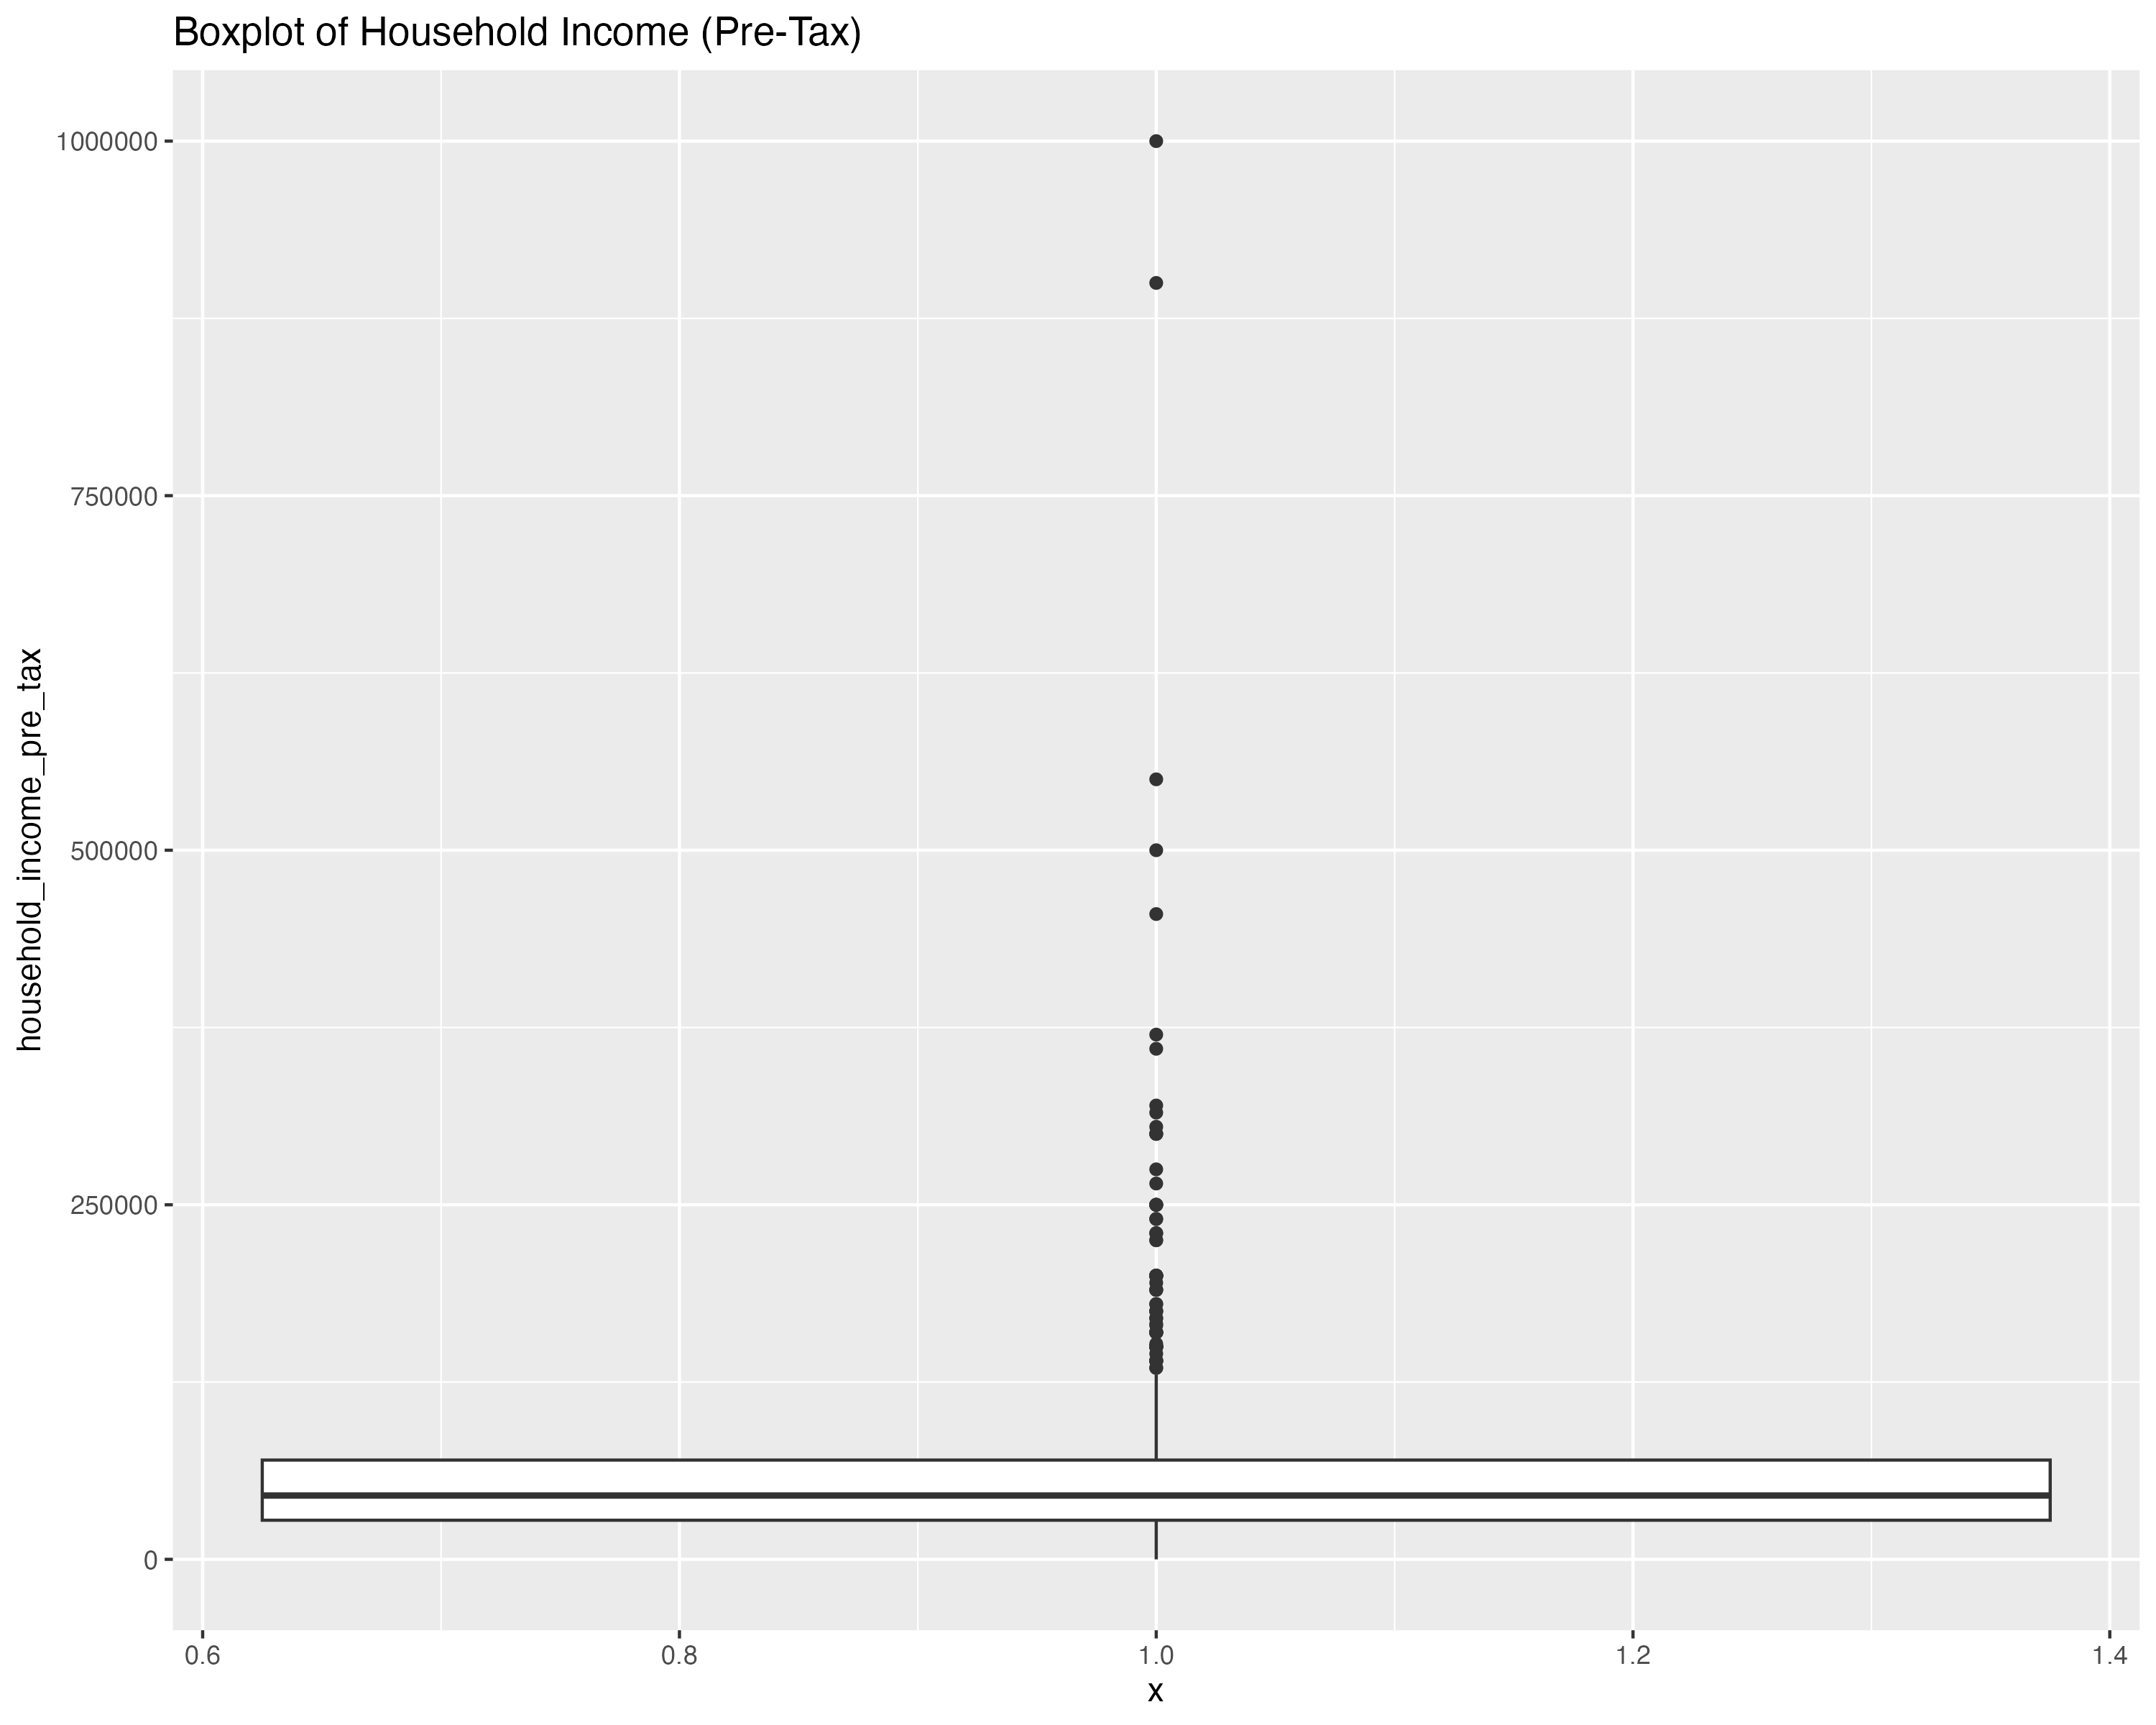 Boxplot of Household Income (Pre-Tax)
1000000
750000
500000
250000
0
household_income_pre_tax
0.6 0.8 1.0 1.2 1.4
x